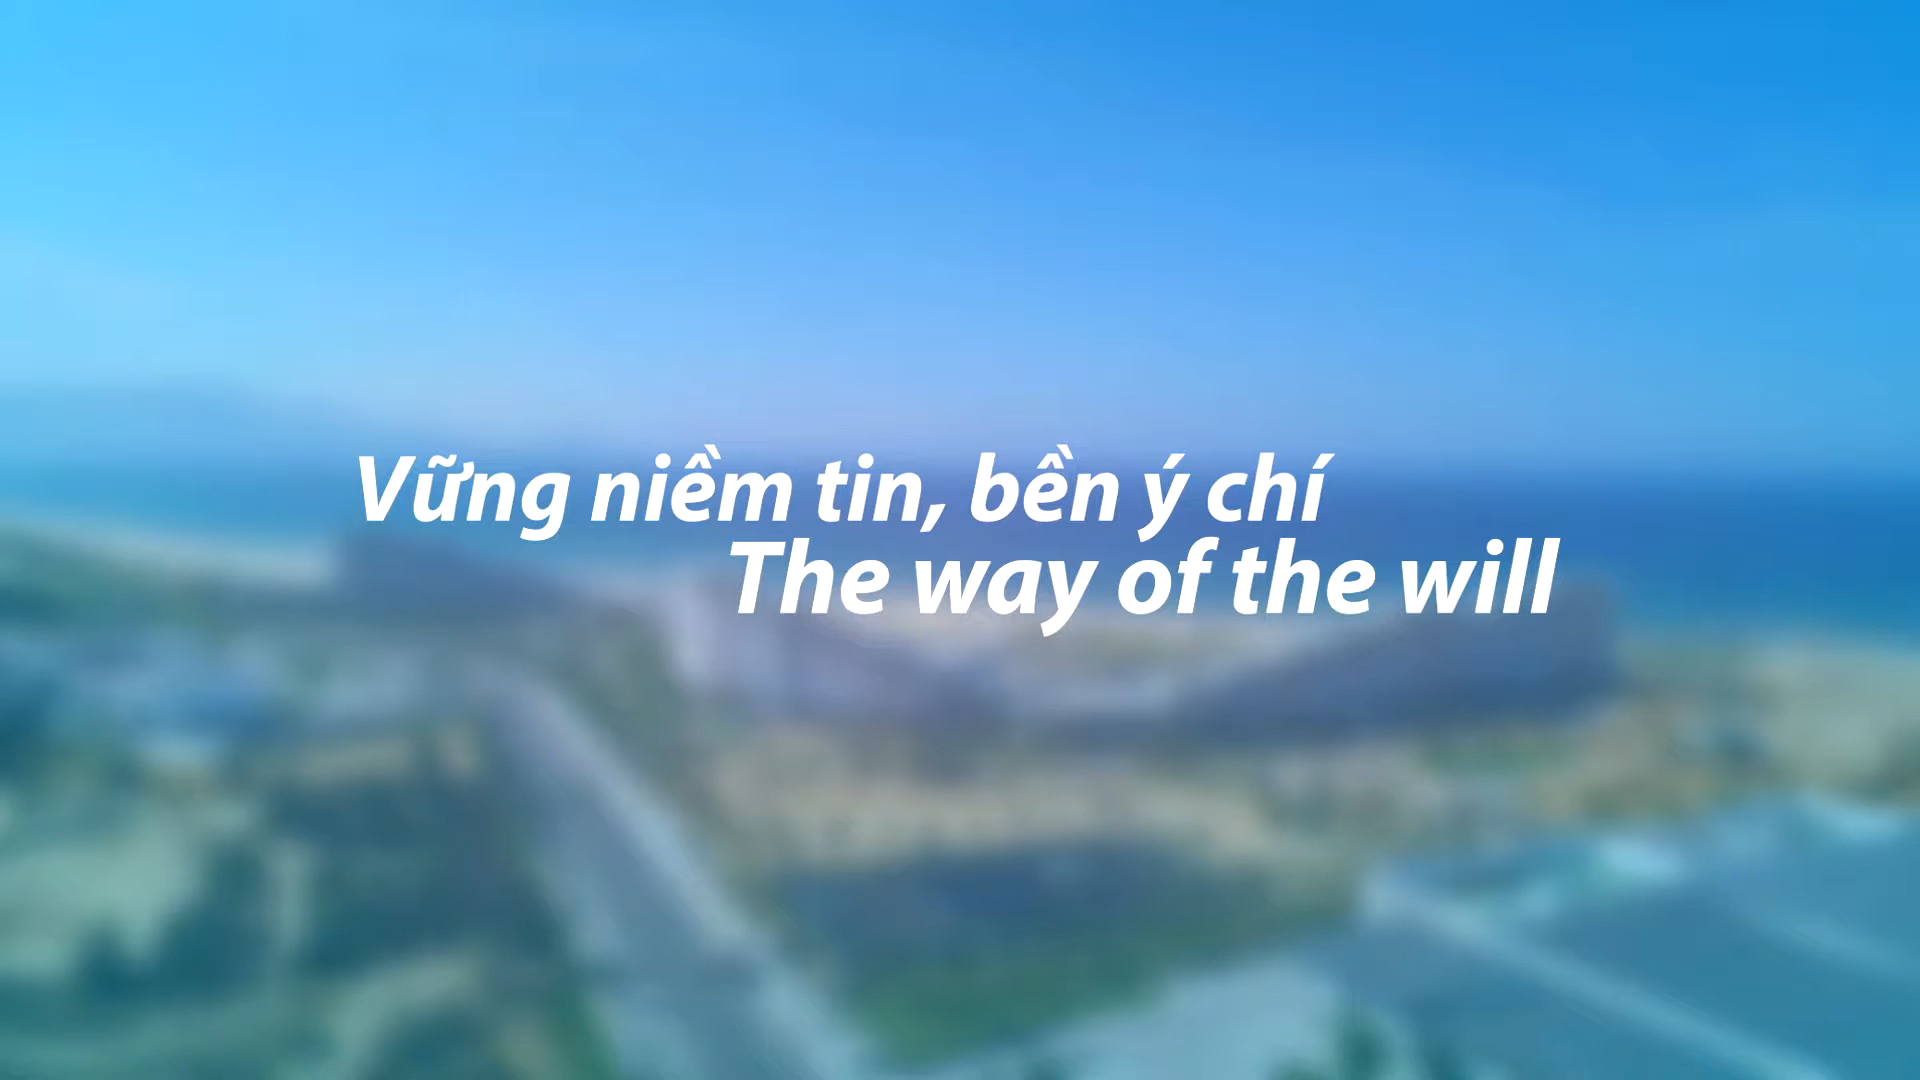 Vững niềm tin, bền ý chí
The way of the will